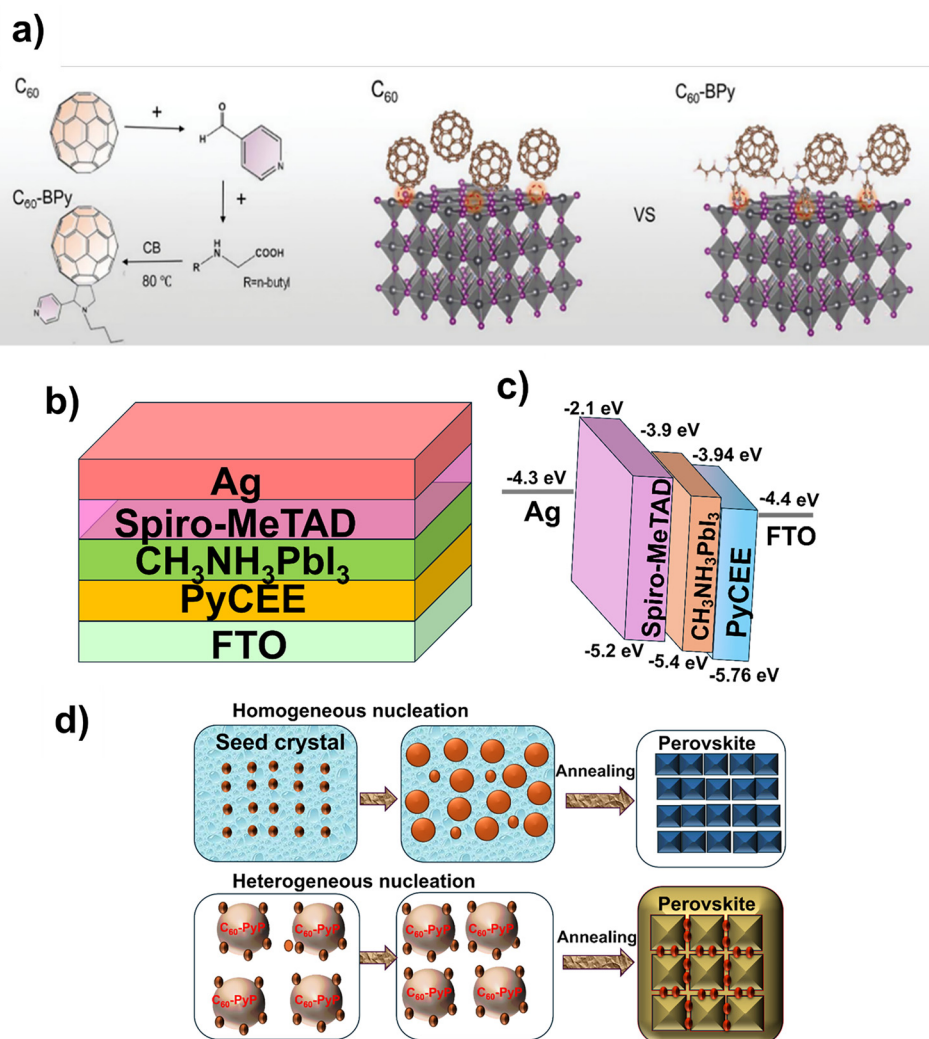 a)
C₆₀
+
O
H
N
+
C₆₀-BPy
CB
80 °C
H
N
COOH
R
R=n-butyl
N
N
C₆₀
VS
C₆₀-BPy
b)
Ag
Spiro-MeTAD
CH₃NH₃PbI₃
PyCEE
FTO
c)
-2.1 eV
-3.9 eV
-3.94 eV
-4.3 eV
Ag
-4.4 eV
FTO
Spiro-MeTAD
CH₃NH₃PbI₃
PyCEE
-5.2 eV
-5.4 eV
-5.76 eV
d)
Homogeneous nucleation
Seed crystal
Annealing
Perovskite
Heterogeneous nucleation
C₆₀-PyP
C₆₀-PyP
C₆₀-PyP
C₆₀-PyP
C₆₀-PyP
C₆₀-PyP
C₆₀-PyP
C₆₀-PyP
Annealing
Perovskite